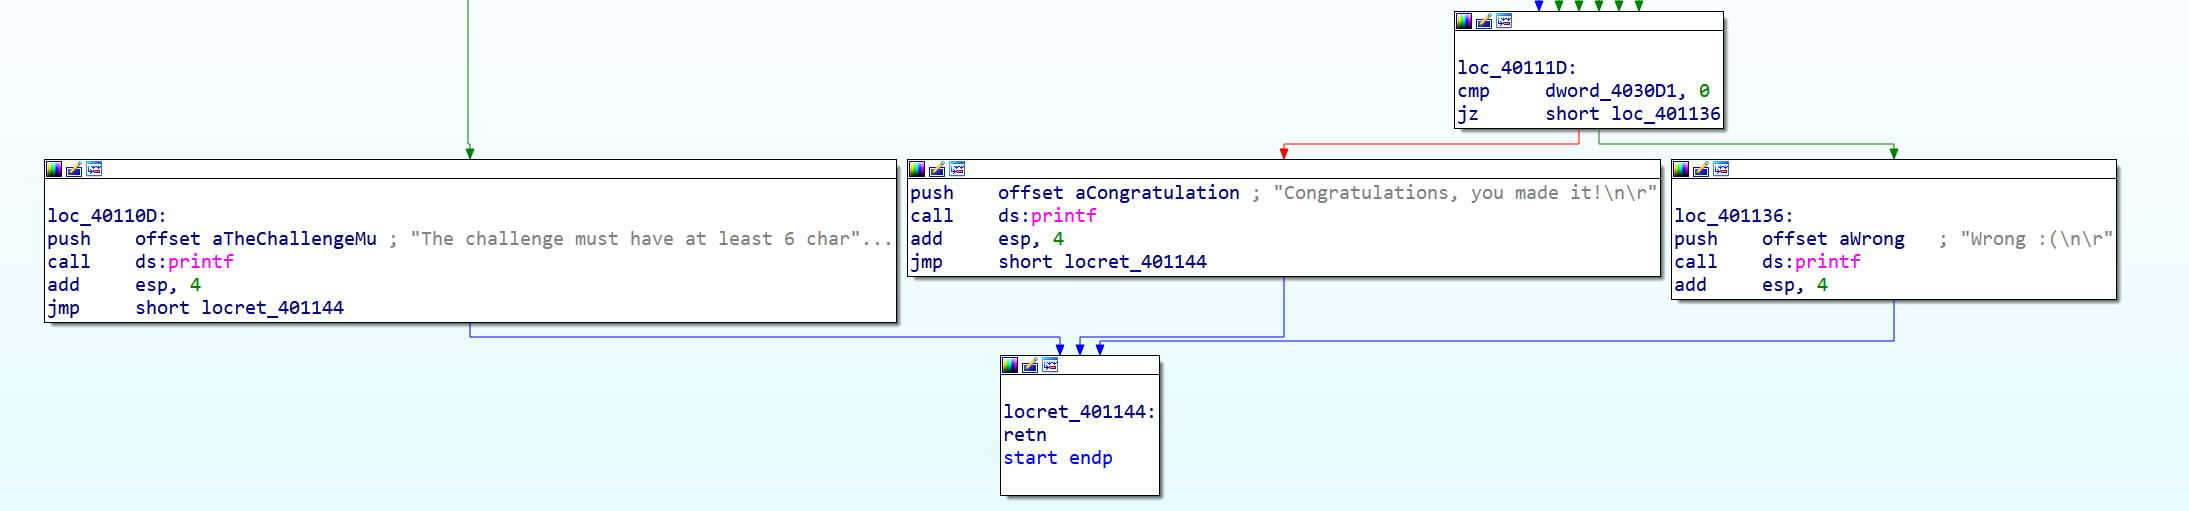 loc_40111D:
cmp dword_4030D1, 0
jz short loc_401136
loc_40110D:
push offset aTheChallengeMu ; "The challenge must have at least 6 char"...
call ds:printf
add esp, 4
jmp short locret_401144
push offset aCongratulation ; "Congratulations, you made it!\n\r"
call ds:printf
add esp, 4
jmp short locret_401144
loc_401136:
push offset aWrong ; "Wrong :(\n\r"
call ds:printf
add esp, 4
locret_401144:
retn
start endp